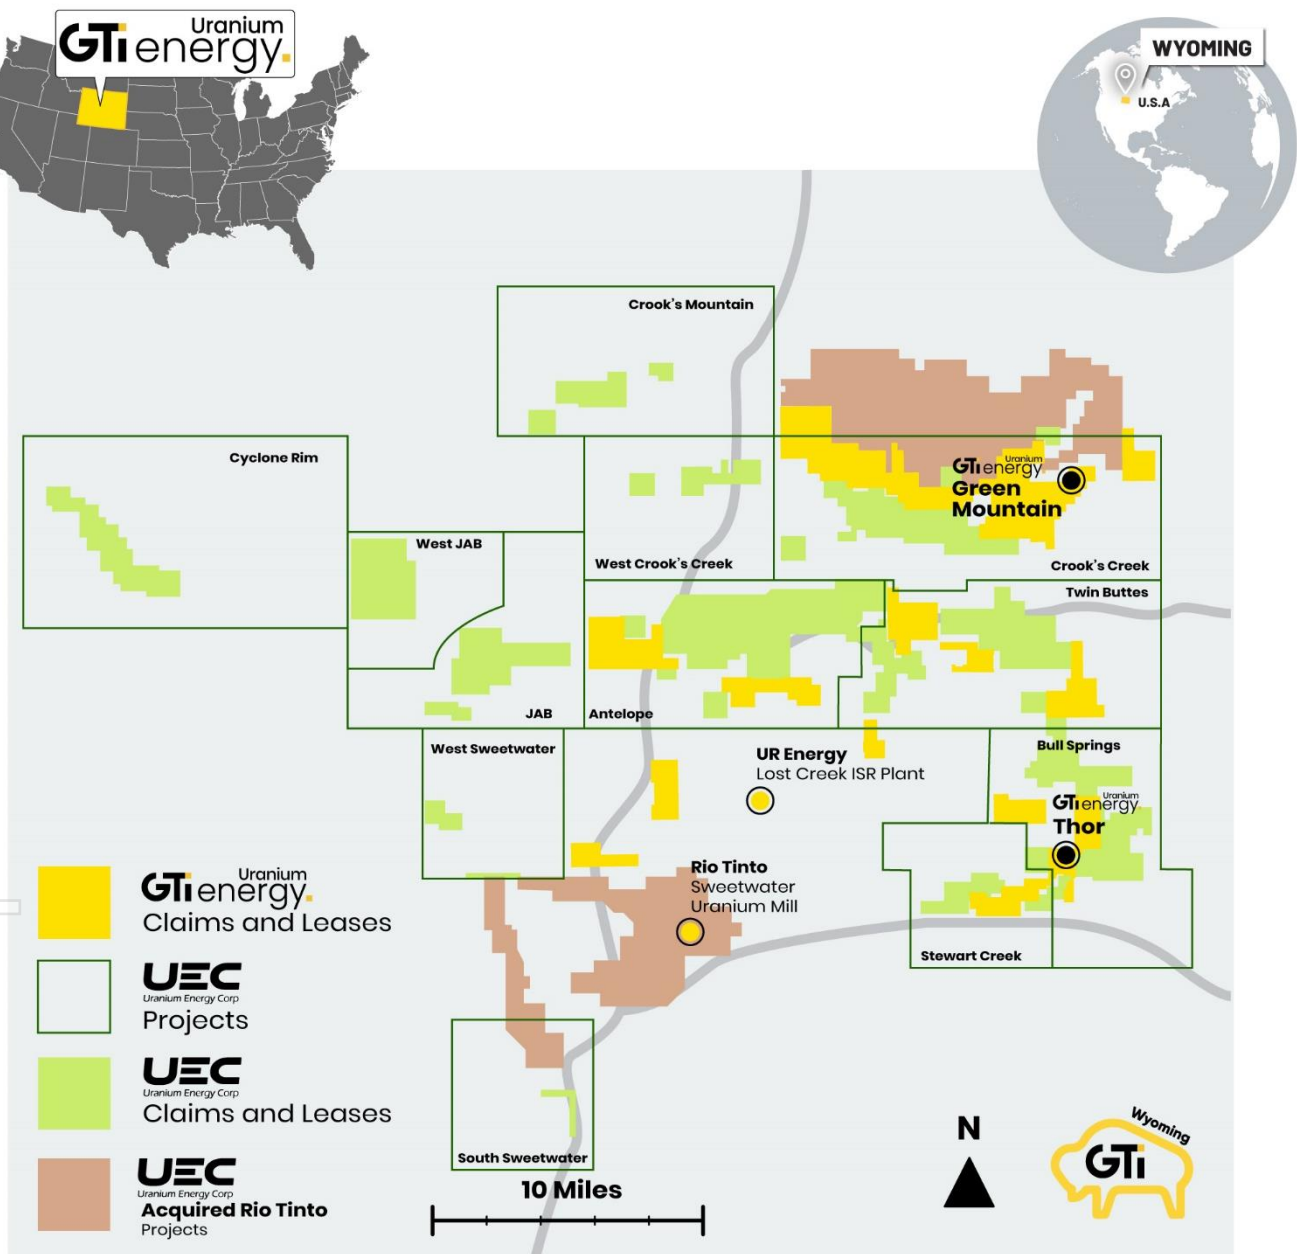 Uranium
GTi energy.
WYOMING
U.S.A
Crook's Mountain
Cyclone Rim
GTi energy Uranium
Green
Mountain
West JAB
West Crook's Creek
Crook's Creek
Twin Buttes
JAB
Antelope
West Sweetwater
Bull Springs
UR Energy
Lost Creek ISR Plant
GTi energy Uranium
Thor
Rio Tinto
Sweetwater
Uranium Mill
Stewart Creek
South Sweetwater
10 Miles
N
Wyoming
GTi
Uranium
GTi energy.
Claims and Leases
UEC
Uranium Energy Corp
Projects
UEC
Uranium Energy Corp
Claims and Leases
UEC
Uranium Energy Corp
Acquired Rio Tinto
Projects